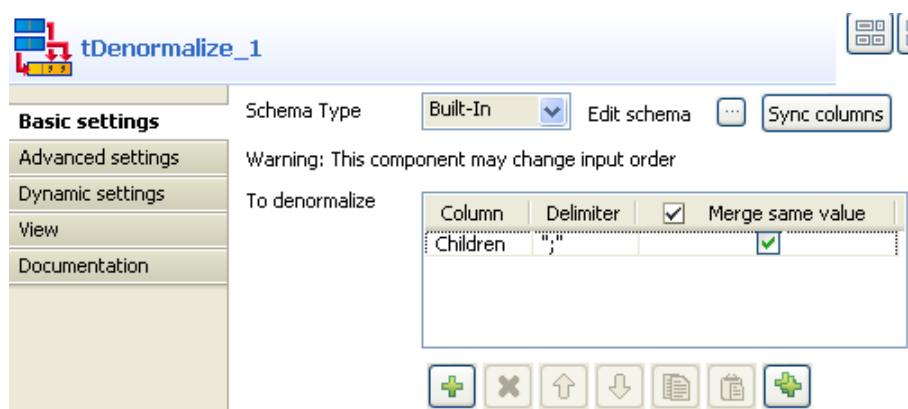 tDenormalize_1
Basic settings
Advanced settings
Dynamic settings
View
Documentation
Schema Type Built-In Edit schema ... Sync columns
Warning: This component may change input order
To denormalize
Column Delimiter Merge same value
Children ";"